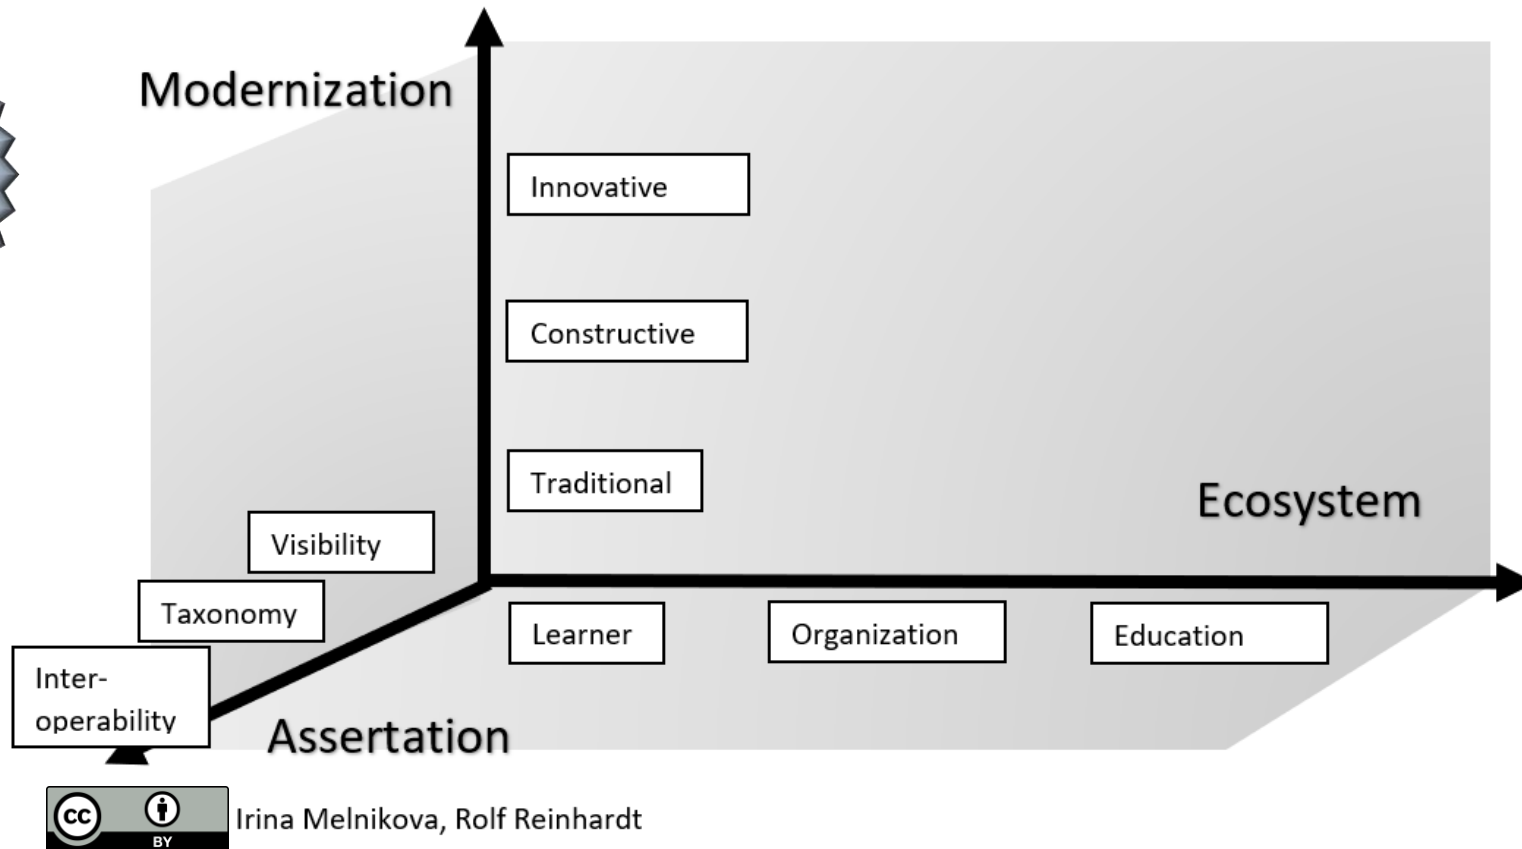 Modernization
Innovative
Constructive
Traditional
Ecosystem
Visibility
Taxonomy
Inter-
operability
Learner
Organization
Education
Assertation
cc
BY
Irina Melnikova, Rolf Reinhardt